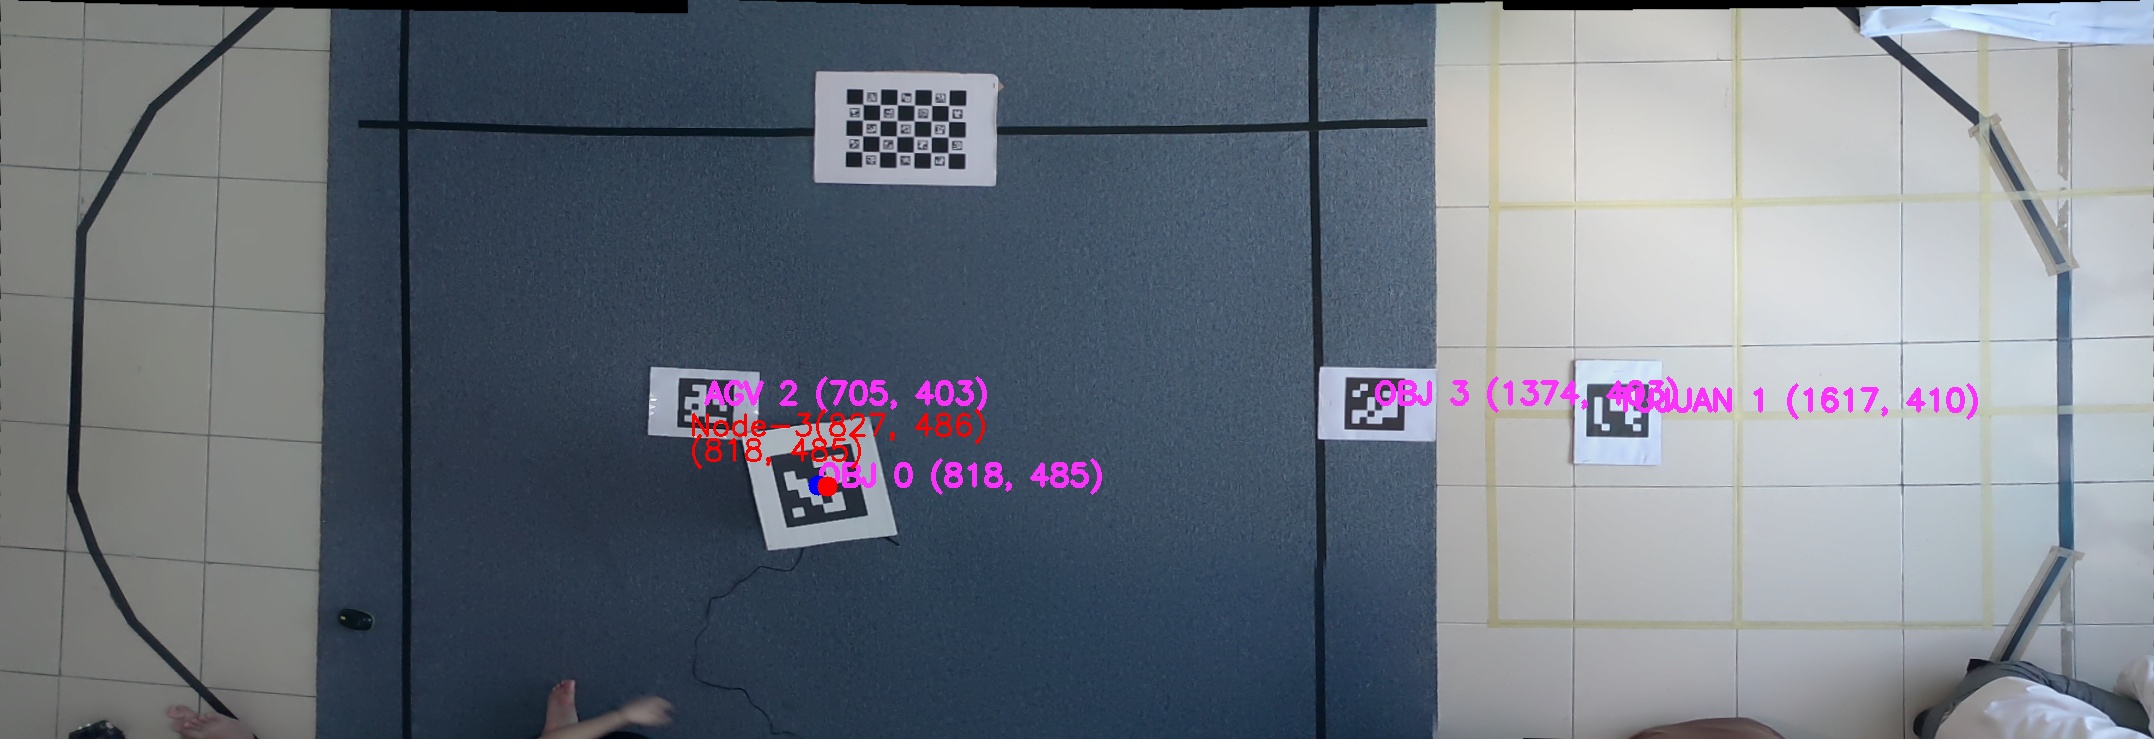 AGV 2 (705, 403)
OBJ 3 (1374, 403)
TUJUAN 1 (1617, 410)
Node-3(827, 486)
(818, 485)
OBJ 0 (818, 485)